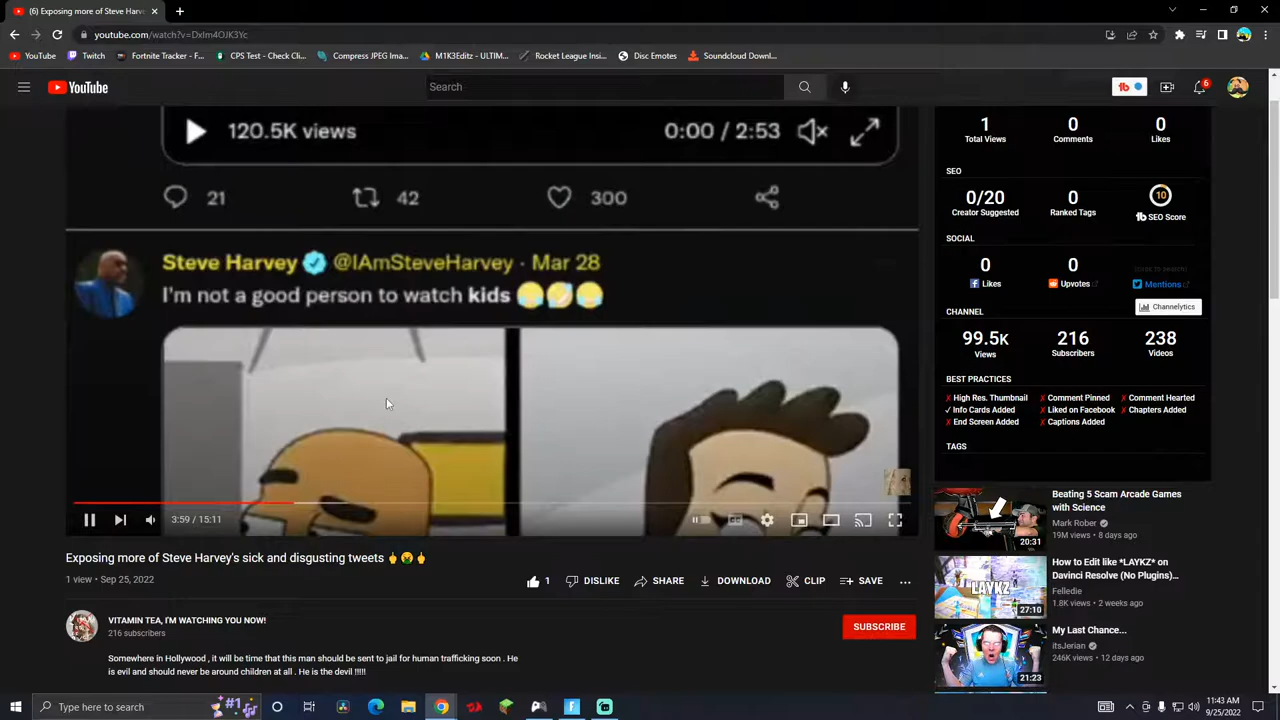 (6) Exposing more of Steve Harv
youtube.com/watch?v=DxIm4OJK3Yc
YouTube Twitch Fortnite Tracker - F... CPS Test - Check Cli... Compress JPEG Ima... M1K3Editz - ULTIM... Rocket League Insi... Disc Emotes Soundcloud Downl...
YouTube
Search
6
120.5K views 0:00 / 2:53
21 42 300
Steve Harvey @IAmSteveHarvey · Mar 28
I'm not a good person to watch kids 😂🤣😂
3:59 / 15:11
Exposing more of Steve Harvey's sick and disgusting tweets 🖕🤮🖕
1 view • Sep 25, 2022
1 DISLIKE SHARE DOWNLOAD CLIP SAVE ...
VITAMIN TEA, I'M WATCHING YOU NOW!
216 subscribers
SUBSCRIBE
Somewhere in Hollywood , it will be time that this man should be sent to jail for human trafficking soon . He
is evil and should never be around children at all . He is the devil !!!!!
1 0 0
Total Views Comments Likes
SEO
0/20 0 10
Creator Suggested Ranked Tags SEO Score
SOCIAL
0 0
Likes Upvotes Mentions
Channelytics
CHANNEL
99.5K 216 238
Views Subscribers Videos
BEST PRACTICES
✗ High Res. Thumbnail ✗ Comment Pinned ✗ Comment Hearted
✓ Info Cards Added ✗ Liked on Facebook ✗ Chapters Added
✗ End Screen Added ✗ Captions Added
TAGS
Beating 5 Scam Arcade Games
with Science
Mark Rober
19M views • 8 days ago
20:31
How to Edit like *LAYKZ* on
Davinci Resolve (No Plugins)...
Felledie
1.8K views • 2 weeks ago
LAYKZ
27:10
My Last Chance...
itsJerian
246K views • 12 days ago
21:23
Type here to search
11:43 AM
9/25/2022